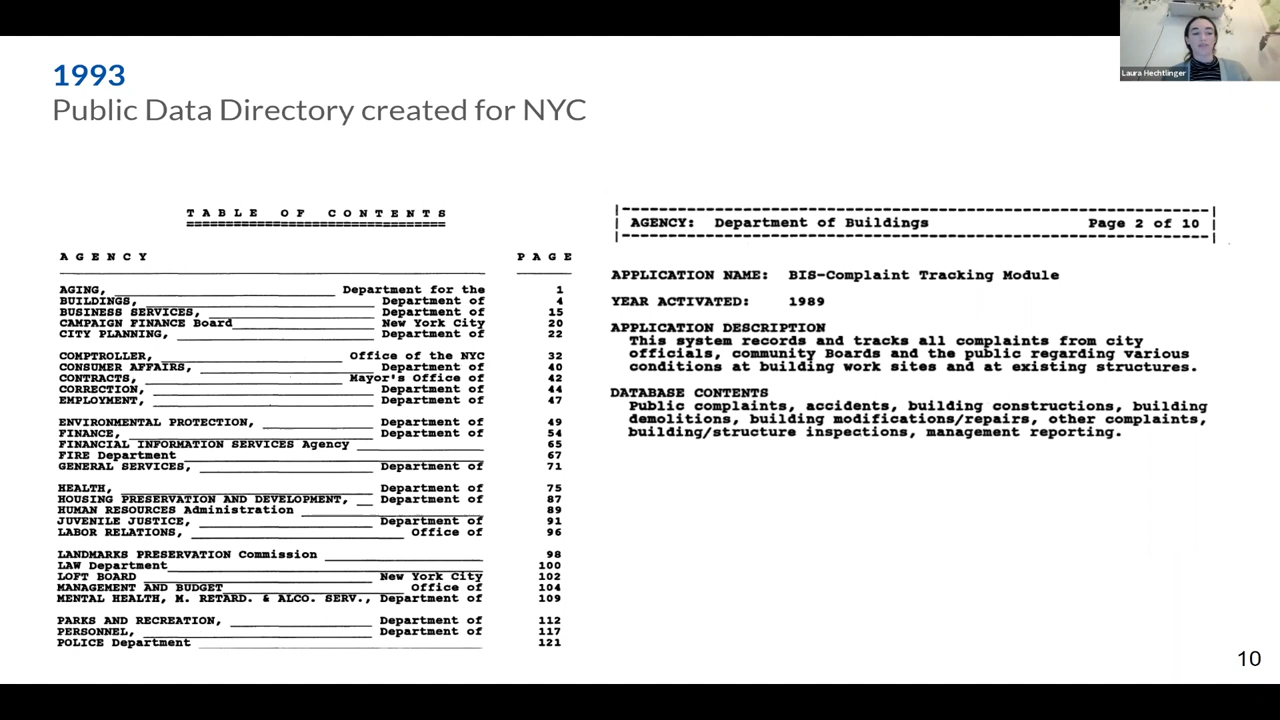 Laura Hechtlinger
1993
Public Data Directory created for NYC
TABLE OF CONTENTS
AGENCY PAGE
AGING, Department for the 1
BUILDINGS, Department of 4
BUSINESS SERVICES, Department of 15
CAMPAIGN FINANCE Board New York City 20
CITY PLANNING, Department of 22
COMPTROLLER, Office of the NYC 32
CONSUMER AFFAIRS, Department of 40
CONTRACTS, Mayor's Office of 42
CORRECTION, Department of 44
EMPLOYMENT, Department of 47
ENVIRONMENTAL PROTECTION, Department of 49
FINANCE, Department of 54
FINANCIAL INFORMATION SERVICES Agency 65
FIRE Department 67
GENERAL SERVICES, Department of 71
HEALTH, Department of 75
HOUSING PRESERVATION AND DEVELOPMENT, Department of 87
HUMAN RESOURCES Administration 89
JUVENILE JUSTICE, Department of 91
LABOR RELATIONS, Office of 96
LANDMARKS PRESERVATION Commission 98
LAW Department 100
LOFT BOARD New York City 102
MANAGEMENT AND BUDGET Office of 104
MENTAL HEALTH, M. RETARD. & ALCO. SERV., Department of 109
PARKS AND RECREATION, Department of 112
PERSONNEL, Department of 117
POLICE Department 121
AGENCY: Department of Buildings Page 2 of 10
APPLICATION NAME: BIS-Complaint Tracking Module
YEAR ACTIVATED: 1989
APPLICATION DESCRIPTION
This system records and tracks all complaints from city
officials, community Boards and the public regarding various
conditions at building work sites and at existing structures.
DATABASE CONTENTS
Public complaints, accidents, building constructions, building
demolitions, building modifications/repairs, other complaints,
building/structure inspections, management reporting.
10